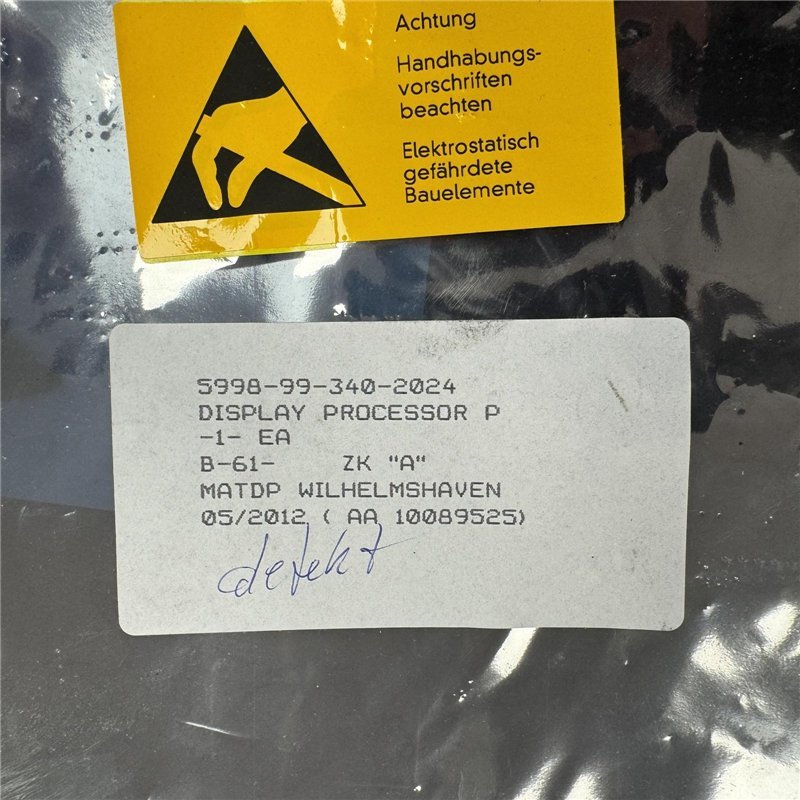 Achtung
Handhabungs-
vorschriften
beachten
Elektrostatisch
gefährdete
Bauelemente
5998-99-340-2024
DISPLAY PROCESSOR P
-1- EA
B-61- ZK "A"
MATDP WILHELMSHAVEN
05/2012 ( AA 10089525)
defekt